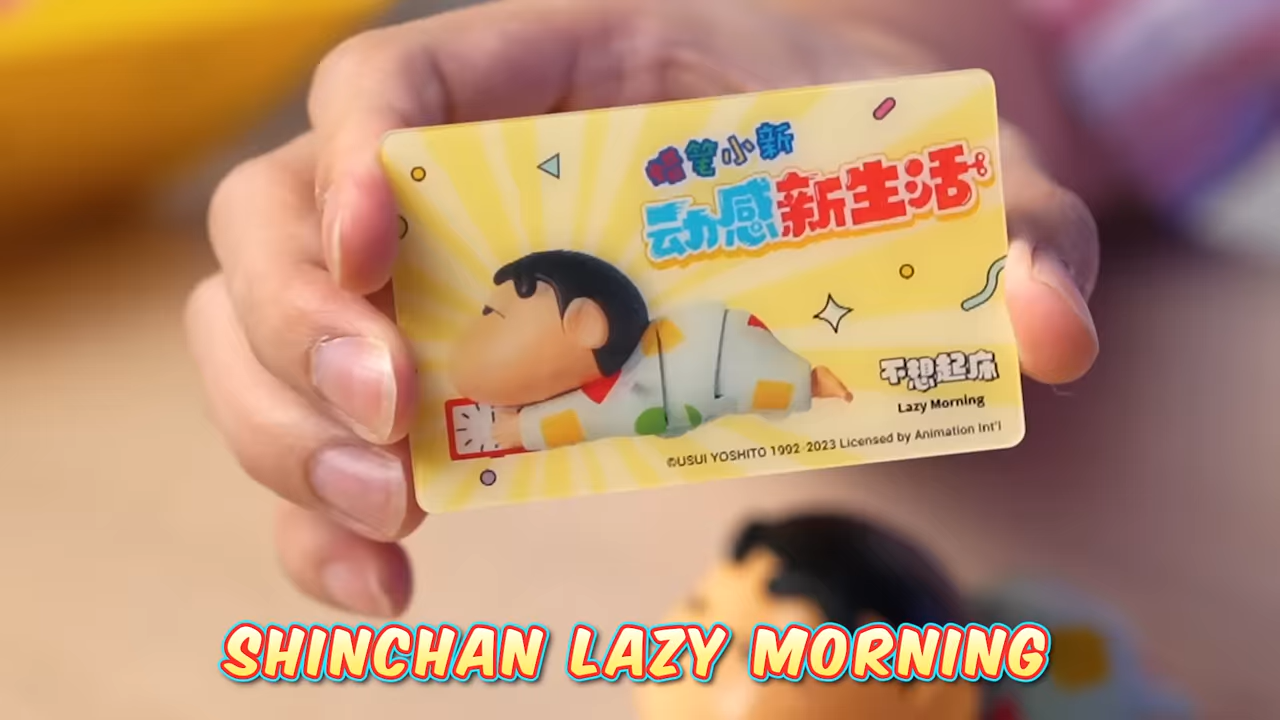 蜡笔小新
动感新生活
不想起床
Lazy Morning
©USUI YOSHITO 1992-2023 Licensed by Animation Int'l
SHINCHAN LAZY MORNING